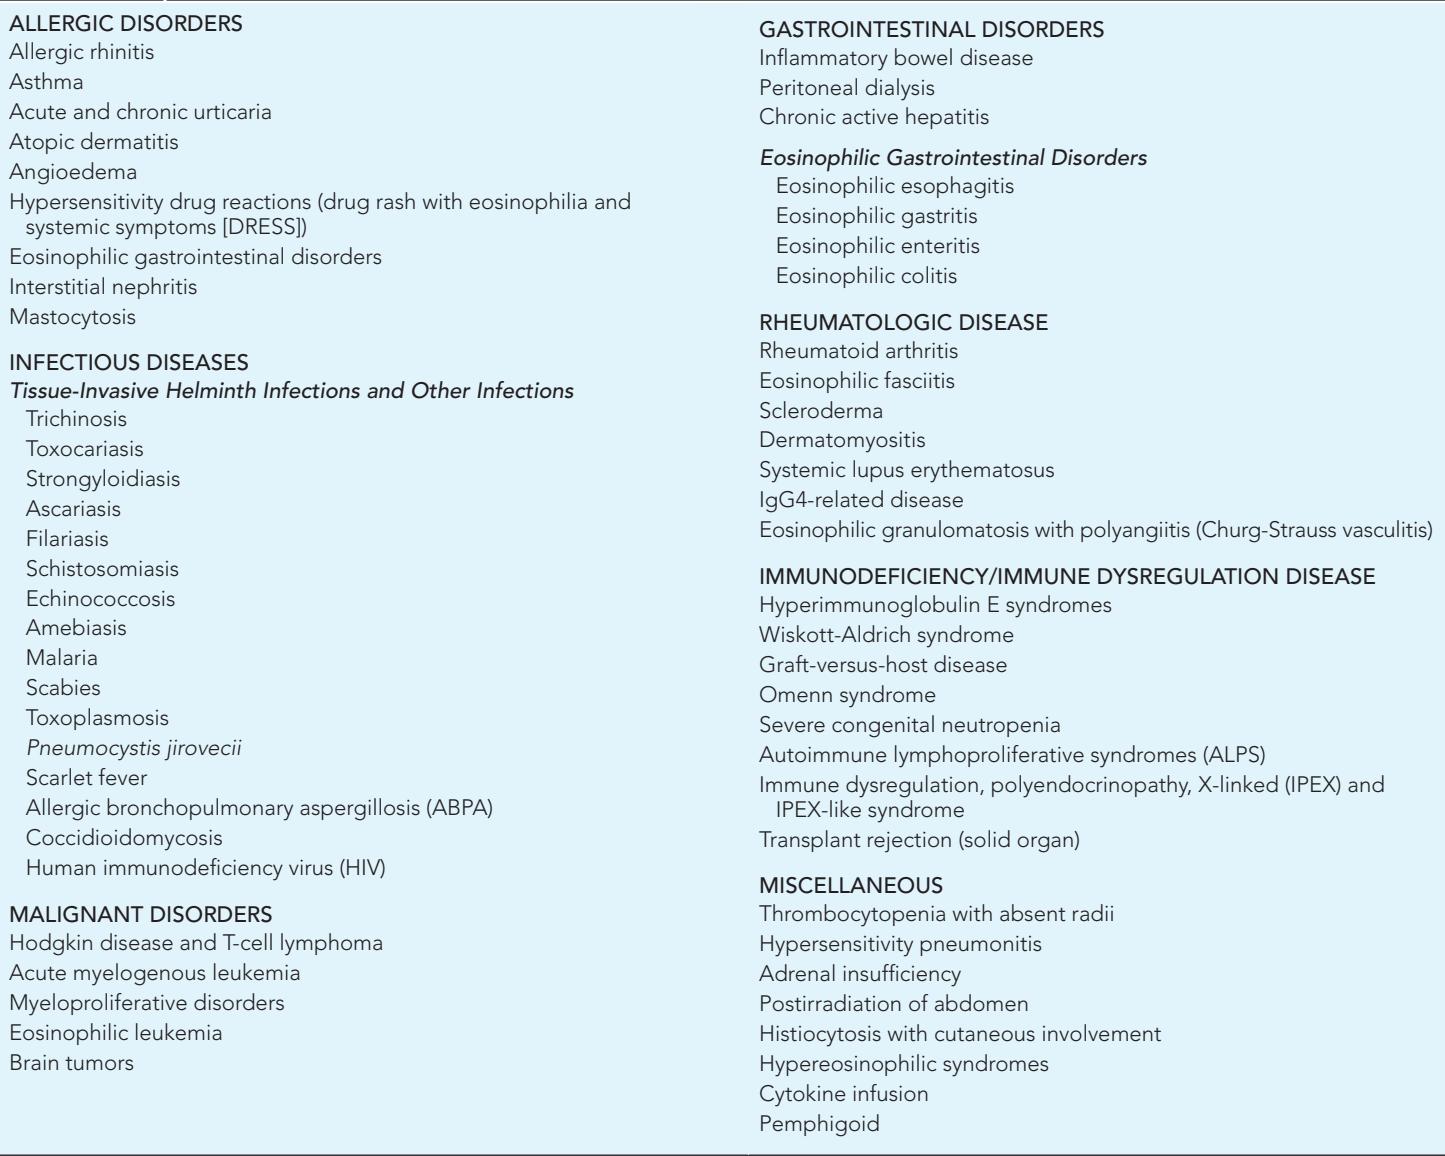 ALLERGIC DISORDERS
Allergic rhinitis
Asthma
Acute and chronic urticaria
Atopic dermatitis
Angioedema
Hypersensitivity drug reactions (drug rash with eosinophilia and
systemic symptoms [DRESS])
Eosinophilic gastrointestinal disorders
Interstitial nephritis
Mastocytosis
INFECTIOUS DISEASES
Tissue-Invasive Helminth Infections and Other Infections
Trichinosis
Toxocariasis
Strongyloidiasis
Ascariasis
Filariasis
Schistosomiasis
Echinococcosis
Amebiasis
Malaria
Scabies
Toxoplasmosis
Pneumocystis jirovecii
Scarlet fever
Allergic bronchopulmonary aspergillosis (ABPA)
Coccidioidomycosis
Human immunodeficiency virus (HIV)
MALIGNANT DISORDERS
Hodgkin disease and T-cell lymphoma
Acute myelogenous leukemia
Myeloproliferative disorders
Eosinophilic leukemia
Brain tumors
GASTROINTESTINAL DISORDERS
Inflammatory bowel disease
Peritoneal dialysis
Chronic active hepatitis
Eosinophilic Gastrointestinal Disorders
Eosinophilic esophagitis
Eosinophilic gastritis
Eosinophilic enteritis
Eosinophilic colitis
RHEUMATOLOGIC DISEASE
Rheumatoid arthritis
Eosinophilic fasciitis
Scleroderma
Dermatomyositis
Systemic lupus erythematosus
IgG4-related disease
Eosinophilic granulomatosis with polyangiitis (Churg-Strauss vasculitis)
IMMUNODEFICIENCY/IMMUNE DYSREGULATION DISEASE
Hyperimmunoglobulin E syndromes
Wiskott-Aldrich syndrome
Graft-versus-host disease
Omenn syndrome
Severe congenital neutropenia
Autoimmune lymphoproliferative syndromes (ALPS)
Immune dysregulation, polyendocrinopathy, X-linked (IPEX) and
IPEX-like syndrome
Transplant rejection (solid organ)
MISCELLANEOUS
Thrombocytopenia with absent radii
Hypersensitivity pneumonitis
Adrenal insufficiency
Postirradiation of abdomen
Histiocytosis with cutaneous involvement
Hypereosinophilic syndromes
Cytokine infusion
Pemphigoid